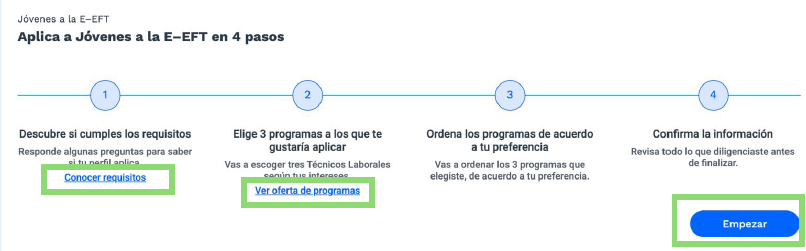 Jóvenes a la E–EFT
Aplica a Jóvenes a la E–EFT en 4 pasos
1
2
3
4
Descubre si cumples los requisitos
Responde algunas preguntas para saber
si tu perfil aplica.
Conocer requisitos
Elige 3 programas a los que te
gustaría aplicar
Vas a escoger tres Técnicos Laborales
según tus intereses.
Ver oferta de programas
Ordena los programas de acuerdo
a tu preferencia
Vas a ordenar los 3 programas que
elegiste, de acuerdo a tu preferencia.
Confirma la información
Revisa todo lo que diligenciaste antes
de finalizar.
Empezar